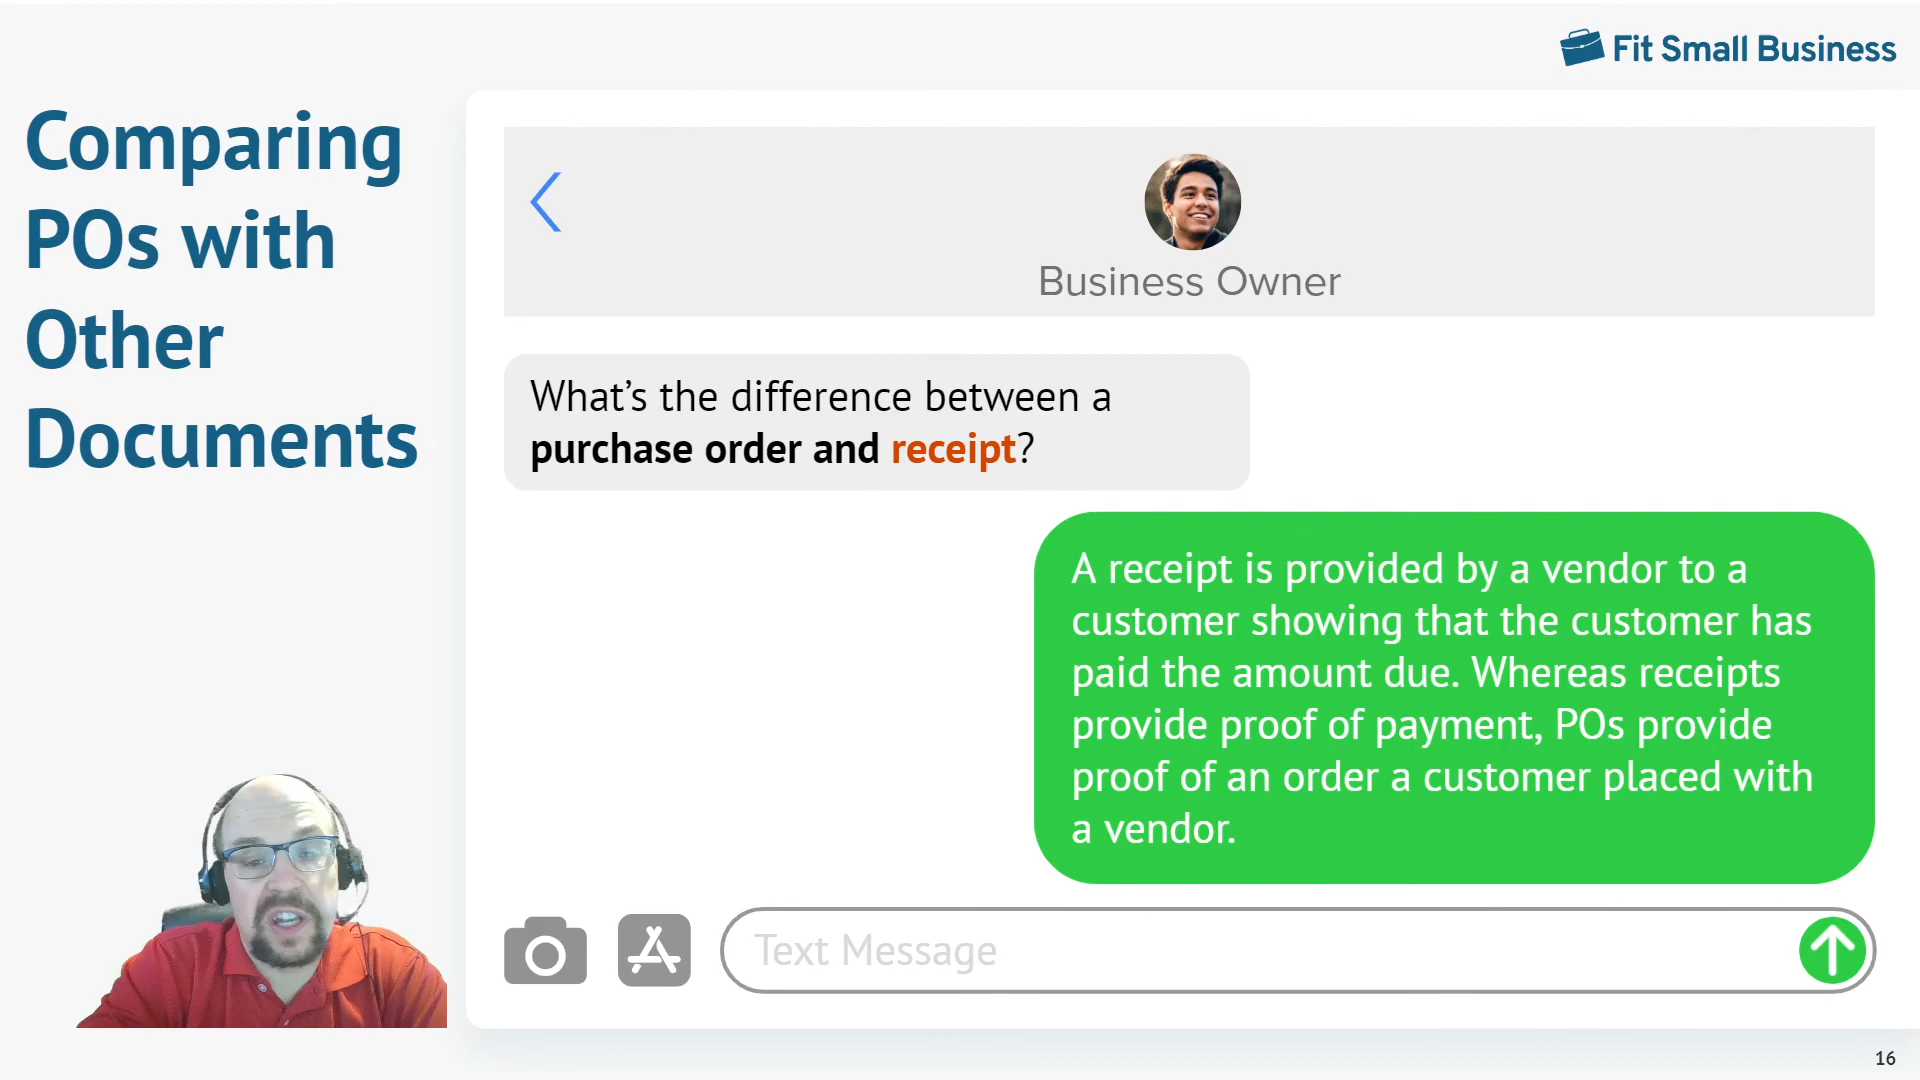 Fit Small Business
Comparing
POs with
Other
Documents
Business Owner
What’s the difference between a
purchase order and receipt?
A receipt is provided by a vendor to a
customer showing that the customer has
paid the amount due. Whereas receipts
provide proof of payment, POs provide
proof of an order a customer placed with
a vendor.
Text Message
16